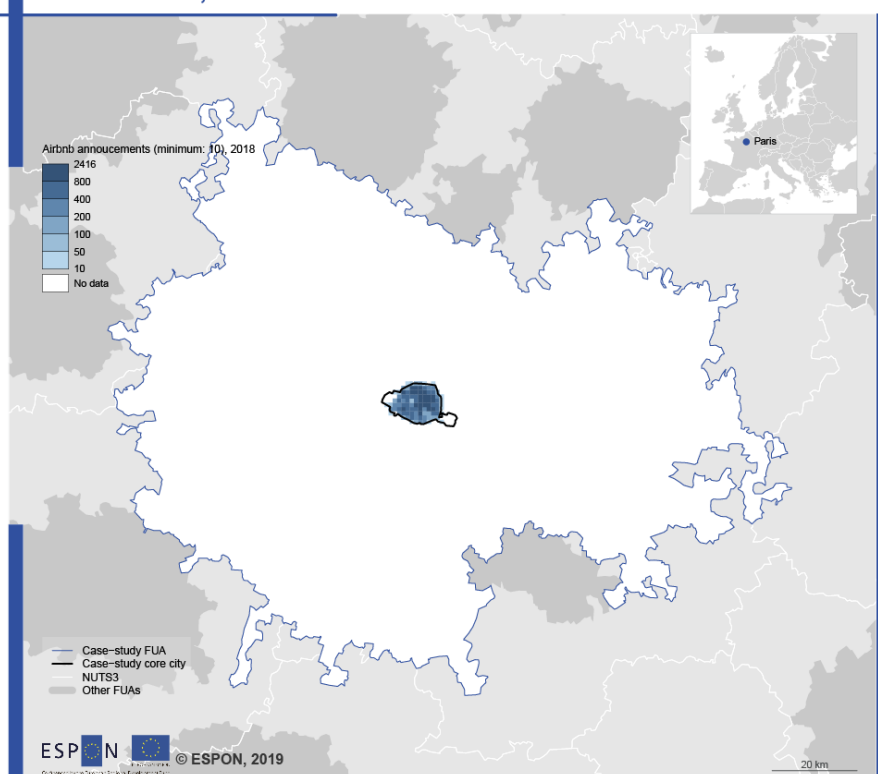 Paris
Airbnb annoucements (minimum: 10), 2018
2416
800
400
200
100
50
10
No data
Case-study FUA
Case-study core city
NUTS3
Other FUAs
ESPON
© ESPON, 2019
20 km